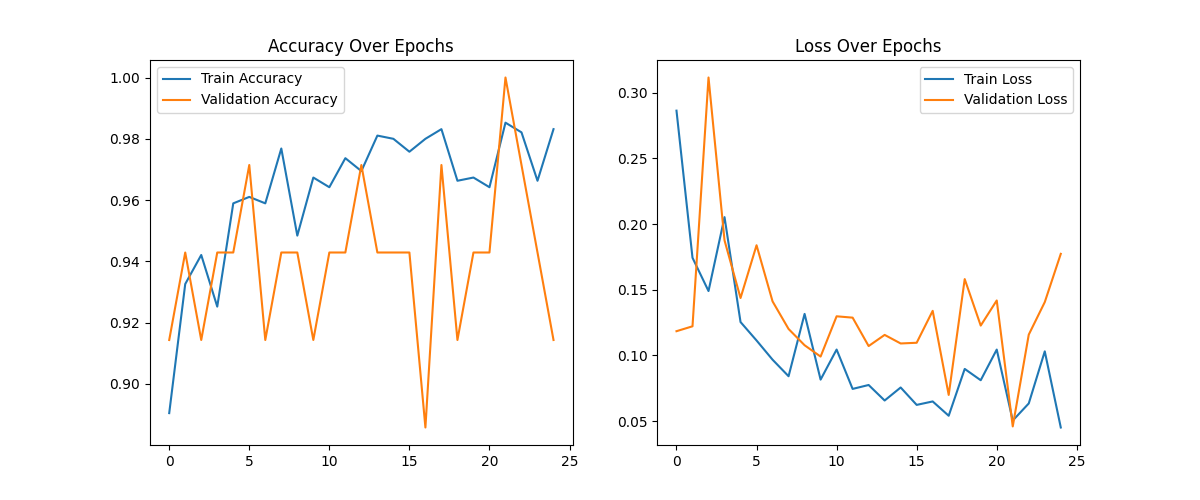 Accuracy Over Epochs
Train Accuracy
Validation Accuracy
1.00
0.98
0.96
0.94
0.92
0.90
0 5 10 15 20 25
Loss Over Epochs
Train Loss
Validation Loss
0.30
0.25
0.20
0.15
0.10
0.05
0 5 10 15 20 25